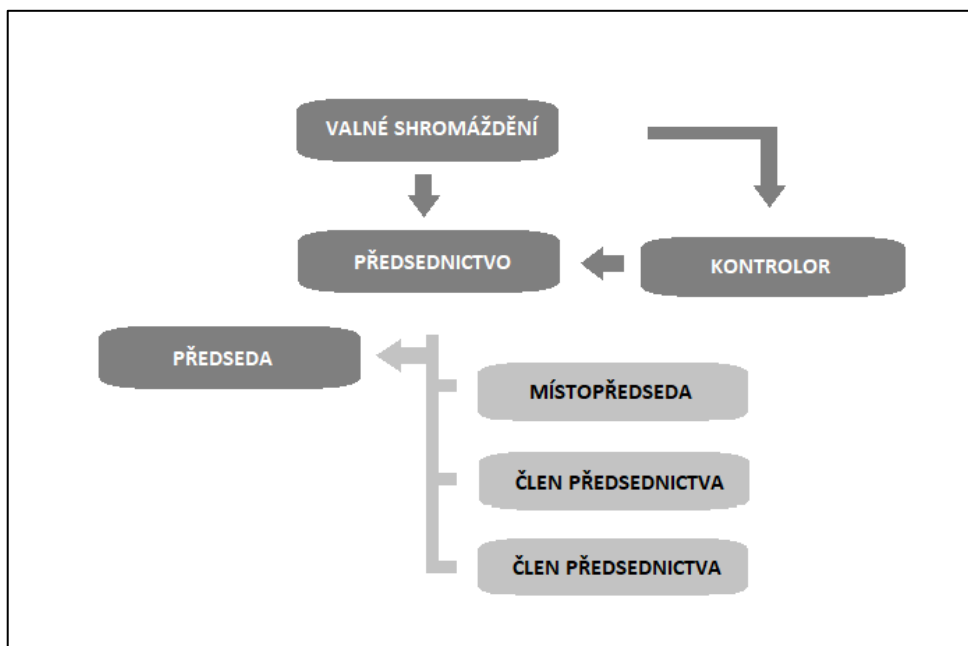 VALNÉ SHROMÁŽDĚNÍ
PŘEDSEDNICTVO
KONTROLOR
PŘEDSEDA
MÍSTOPŘEDSEDA
ČLEN PŘEDSEDNICTVA
ČLEN PŘEDSEDNICTVA